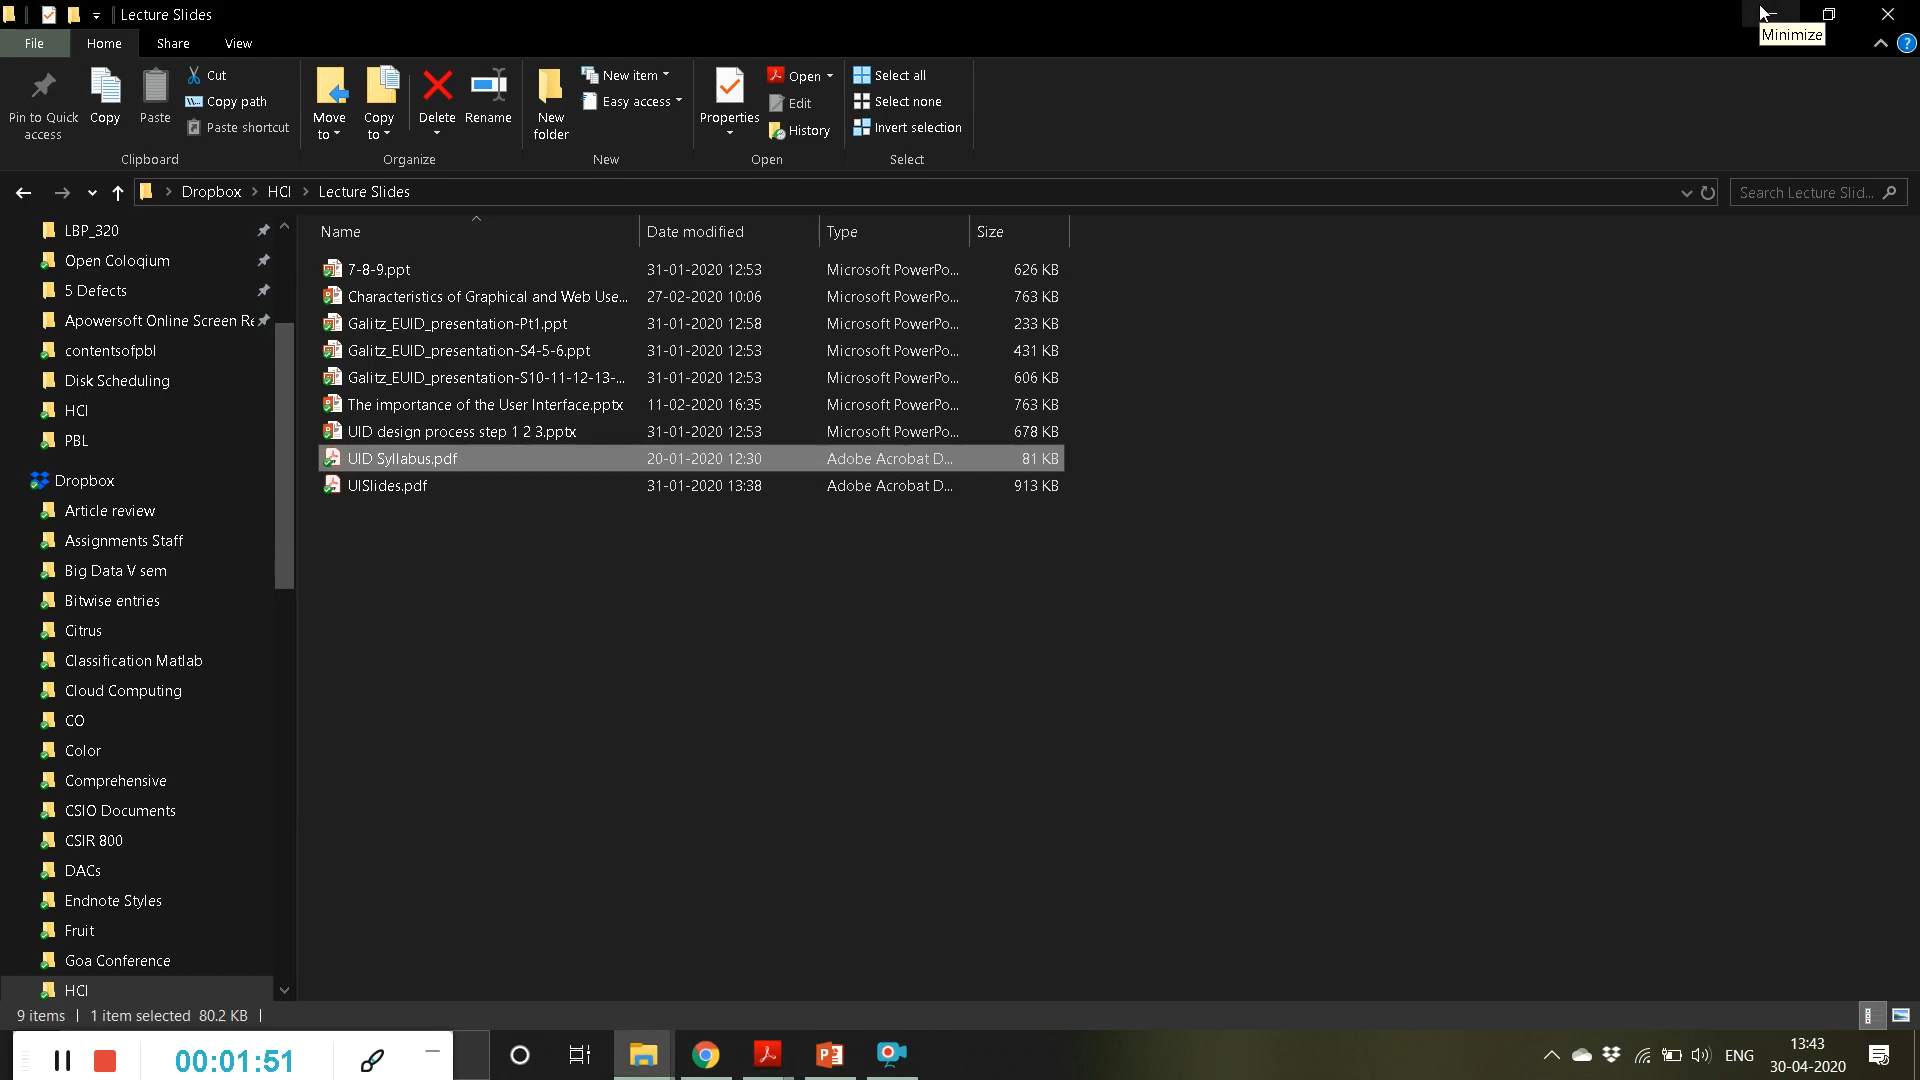 Lecture Slides
Minimize
File Home Share View
Pin to Quick access
Copy
Paste
Cut
Copy path
Paste shortcut
Clipboard
Move to
Copy to
Delete
Rename
Organize
New folder
New item
Easy access
New
Properties
Open
Edit
History
Open
Select all
Select none
Invert selection
Select
Dropbox HCI Lecture Slides
Search Lecture Slid...
LBP_320
Open Coloqium
5 Defects
Apowersoft Online Screen Re
contentsofpbl
Disk Scheduling
HCI
PBL
Dropbox
Article review
Assignments Staff
Big Data V sem
Bitwise entries
Citrus
Classification Matlab
Cloud Computing
CO
Color
Comprehensive
CSIO Documents
CSIR 800
DACs
Endnote Styles
Fruit
Goa Conference
HCI
Name Date modified Type Size
7-8-9.ppt 31-01-2020 12:53 Microsoft PowerPo... 626 KB
Characteristics of Graphical and Web Use... 27-02-2020 10:06 Microsoft PowerPo... 763 KB
Galitz_EUID_presentation-Pt1.ppt 31-01-2020 12:58 Microsoft PowerPo... 233 KB
Galitz_EUID_presentation-S4-5-6.ppt 31-01-2020 12:53 Microsoft PowerPo... 431 KB
Galitz_EUID_presentation-S10-11-12-13-... 31-01-2020 12:53 Microsoft PowerPo... 606 KB
The importance of the User Interface.pptx 11-02-2020 16:35 Microsoft PowerPo... 763 KB
UID design process step 1 2 3.pptx 31-01-2020 12:53 Microsoft PowerPo... 678 KB
UID Syllabus.pdf 20-01-2020 12:30 Adobe Acrobat D... 81 KB
UISlides.pdf 31-01-2020 13:38 Adobe Acrobat D... 913 KB
9 items 1 item selected 80.2 KB
00:01:51
ENG
13:43
30-04-2020